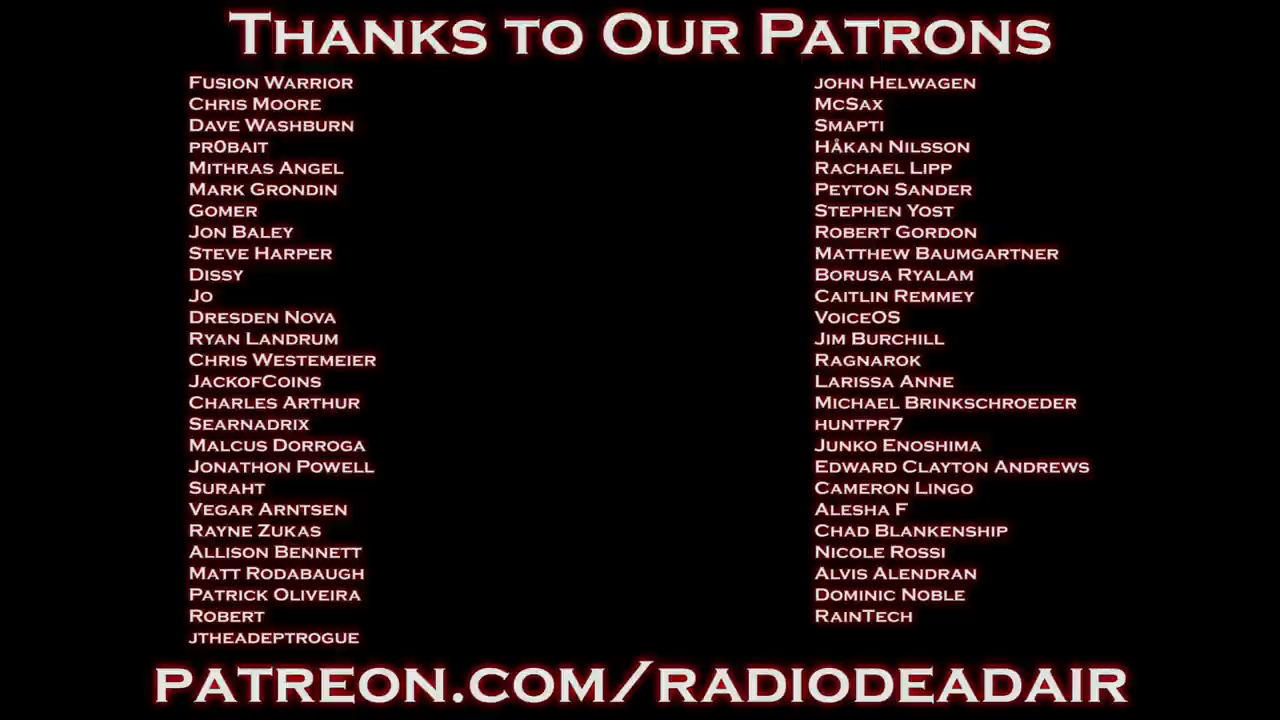 Thanks to Our Patrons
Fusion Warrior
Chris Moore
Dave Washburn
pr0bait
Mithras Angel
Mark Grondin
Gomer
Jon Baley
Steve Harper
Dissy
Jo
Dresden Nova
Ryan Landrum
Chris Westemeier
JackofCoins
Charles Arthur
Searnadrix
Malcus Dorroga
Jonathon Powell
Suraht
Vegar Arntsen
Rayne Zukas
Allison Bennett
Matt Rodabaugh
Patrick Oliveira
Robert
jtheadeptrogue
john Helwagen
McSax
Smapti
Håkan Nilsson
Rachael Lipp
Peyton Sander
Stephen Yost
Robert Gordon
Matthew Baumgartner
Borusa Ryalam
Caitlin Remmey
VoiceOS
Jim Burchill
Ragnarok
Larissa Anne
Michael Brinkschroeder
huntpr7
Junko Enoshima
Edward Clayton Andrews
Cameron Lingo
Alesha F
Chad Blankenship
Nicole Rossi
Alvis Alendran
Dominic Noble
RainTech
patreon.com/radiodeadair